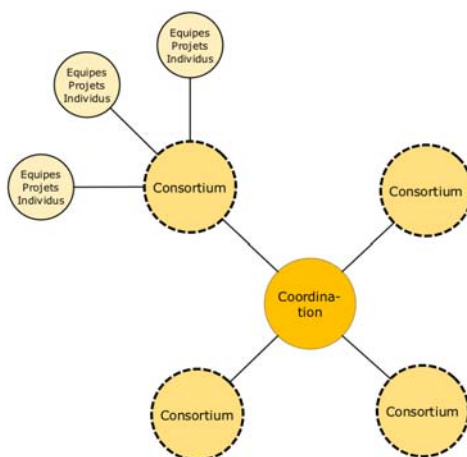 Equipes
Projets
Individus
Equipes
Projets
Individus
Equipes
Projets
Individus
Consortium
Consortium
Coordina-
tion
Consortium
Consortium